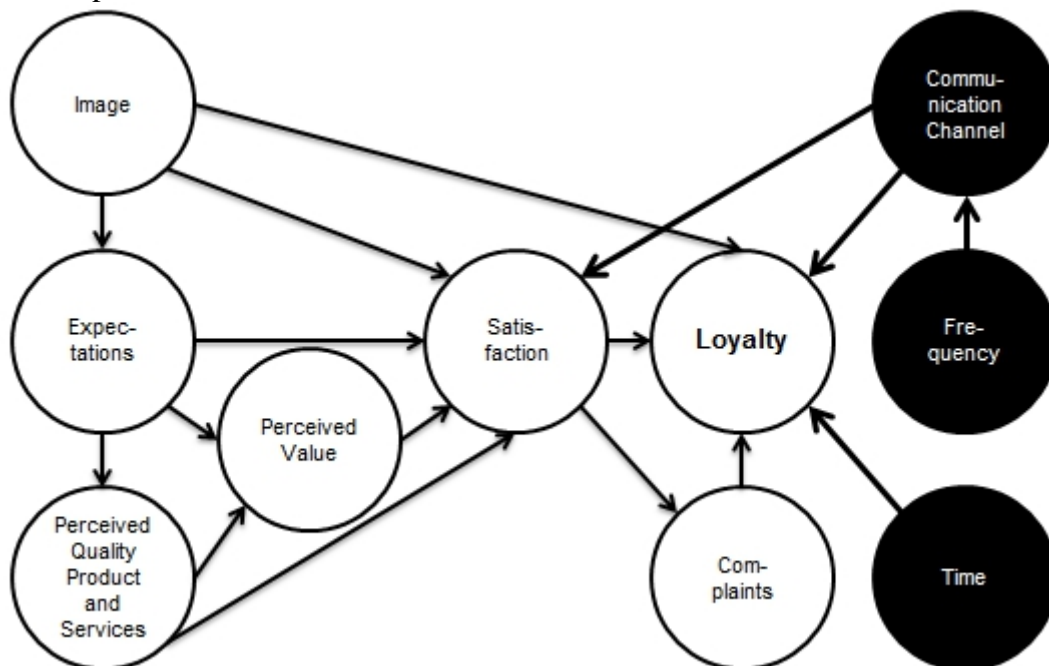 Image
Commu-
nication
Channel
Expec-
tations
Satis-
faction
Loyalty
Fre-
quency
Perceived
Value
Perceived
Quality
Product
and
Services
Com-
plaints
Time